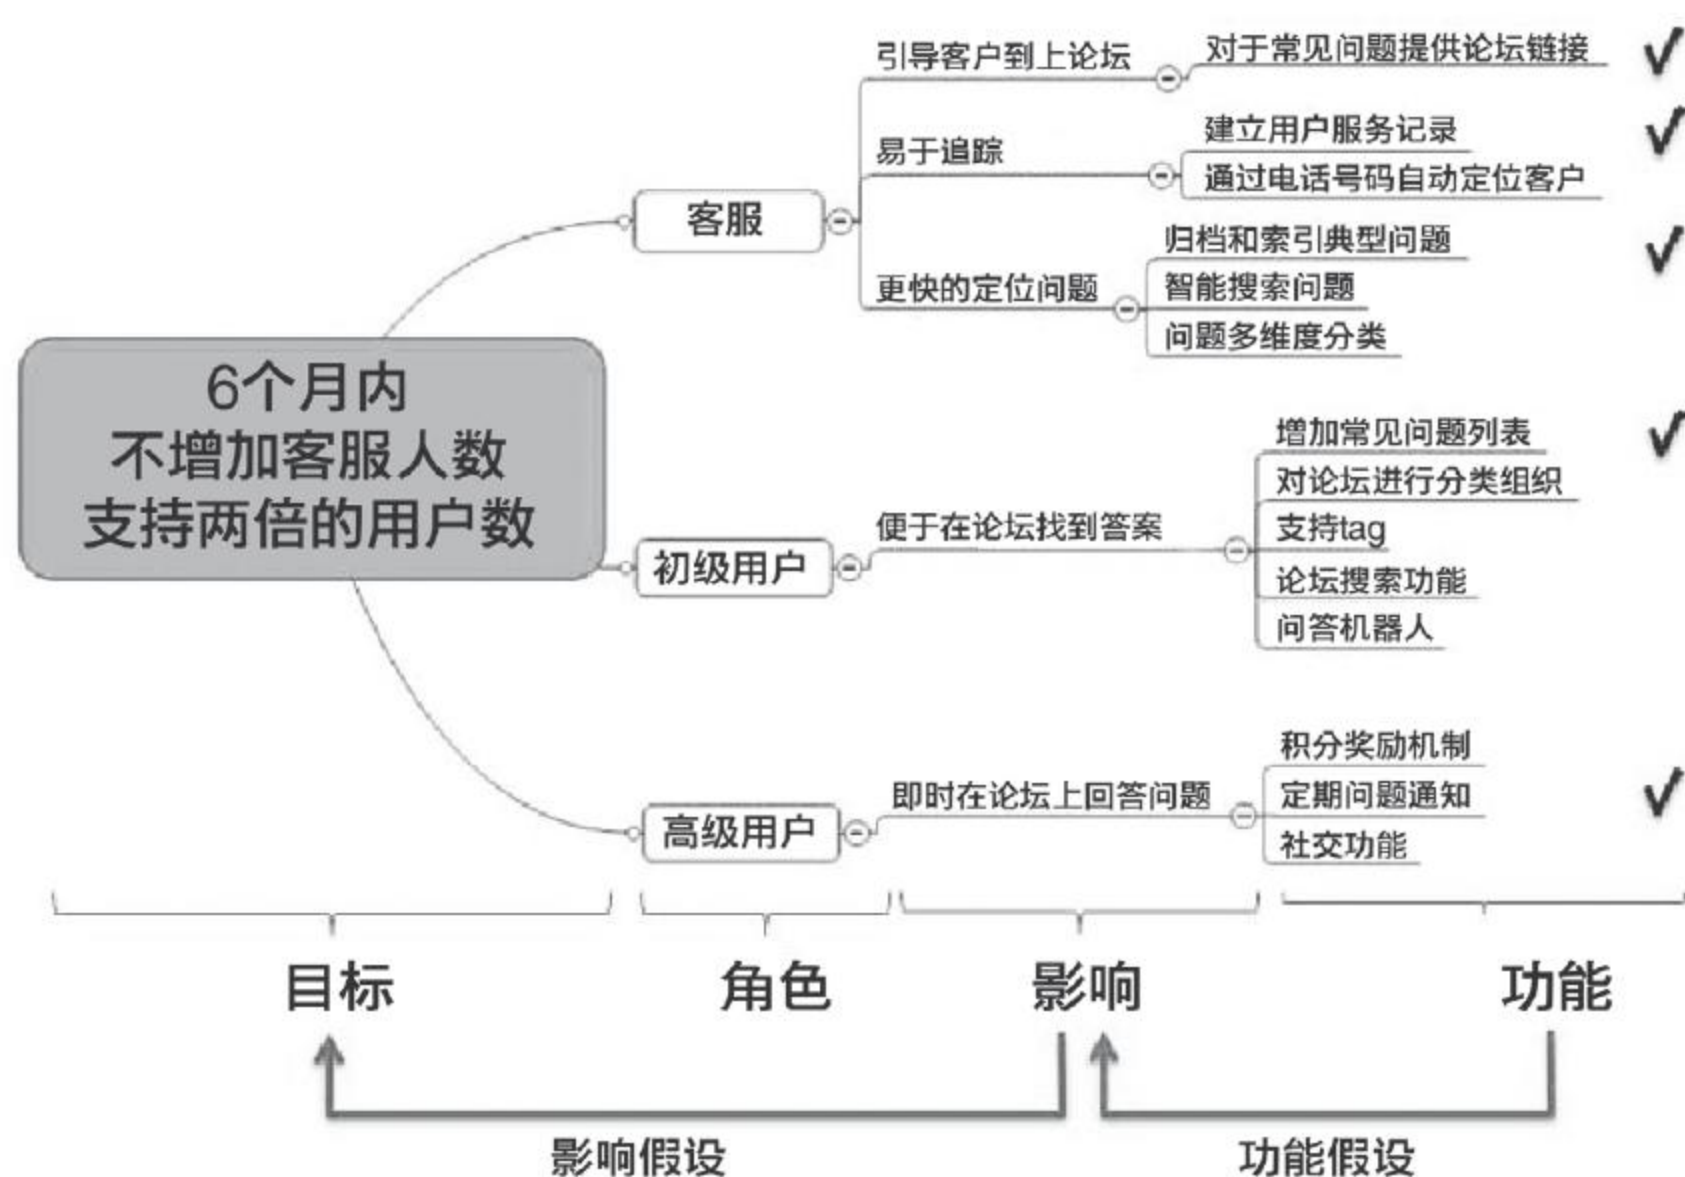 引导客户到上论坛
对于常见问题提供论坛链接
易于追踪
建立用户服务记录
通过电话号码自动定位客户
客服
更快的定位问题
归档和索引典型问题
智能搜索问题
问题多维度分类
6个月内
不增加客服人数
支持两倍的用户数
初级用户
便于在论坛找到答案
增加常见问题列表
对论坛进行分类组织
支持tag
论坛搜索功能
问答机器人
高级用户
即时在论坛上回答问题
积分奖励机制
定期问题通知
社交功能
目标
角色
影响
功能
影响假设
功能假设